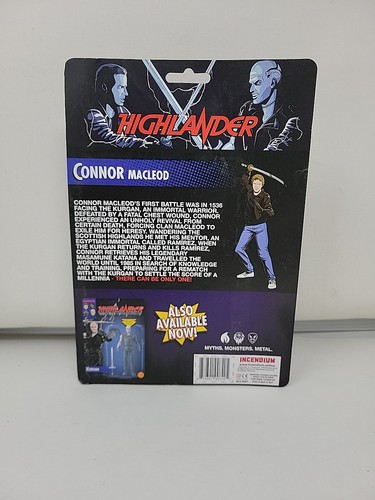 HIGHLANDER
CONNOR MACLEOD
CONNOR MACLEOD'S FIRST BATTLE WAS IN 1536
FACING THE KURGAN, AN IMMORTAL WARRIOR.
DEFEATED BY A FATAL CHEST WOUND, CONNOR
EXPERIENCED AN UNHOLY REVIVAL FROM
CERTAIN DEATH, FORCING CLAN MACLEOD TO
EXILE HIM FOR HERESY. WANDERING THE
SCOTTISH HIGHLANDS HE MET HIS MENTOR, AN
EGYPTIAN IMMORTAL CALLED RAMIREZ. WHEN
THE KURGAN RETURNS AND KILLS RAMIREZ,
CONNOR RETRIEVES HIS LEGENDARY
MASAMUNE KATANA AND TRAVELLED THE
WORLD UNTIL 1985 IN SEARCH OF KNOWLEDGE
AND TRAINING, PREPARING FOR A REMATCH
WITH THE KURGAN TO SETTLE THE SCORE OF A
MILLENNIA - THERE CAN BE ONLY ONE!
HIGHLANDER
ALSO
AVAILABLE
NOW!
MYTHS. MONSTERS. METAL.
INCENDIUM